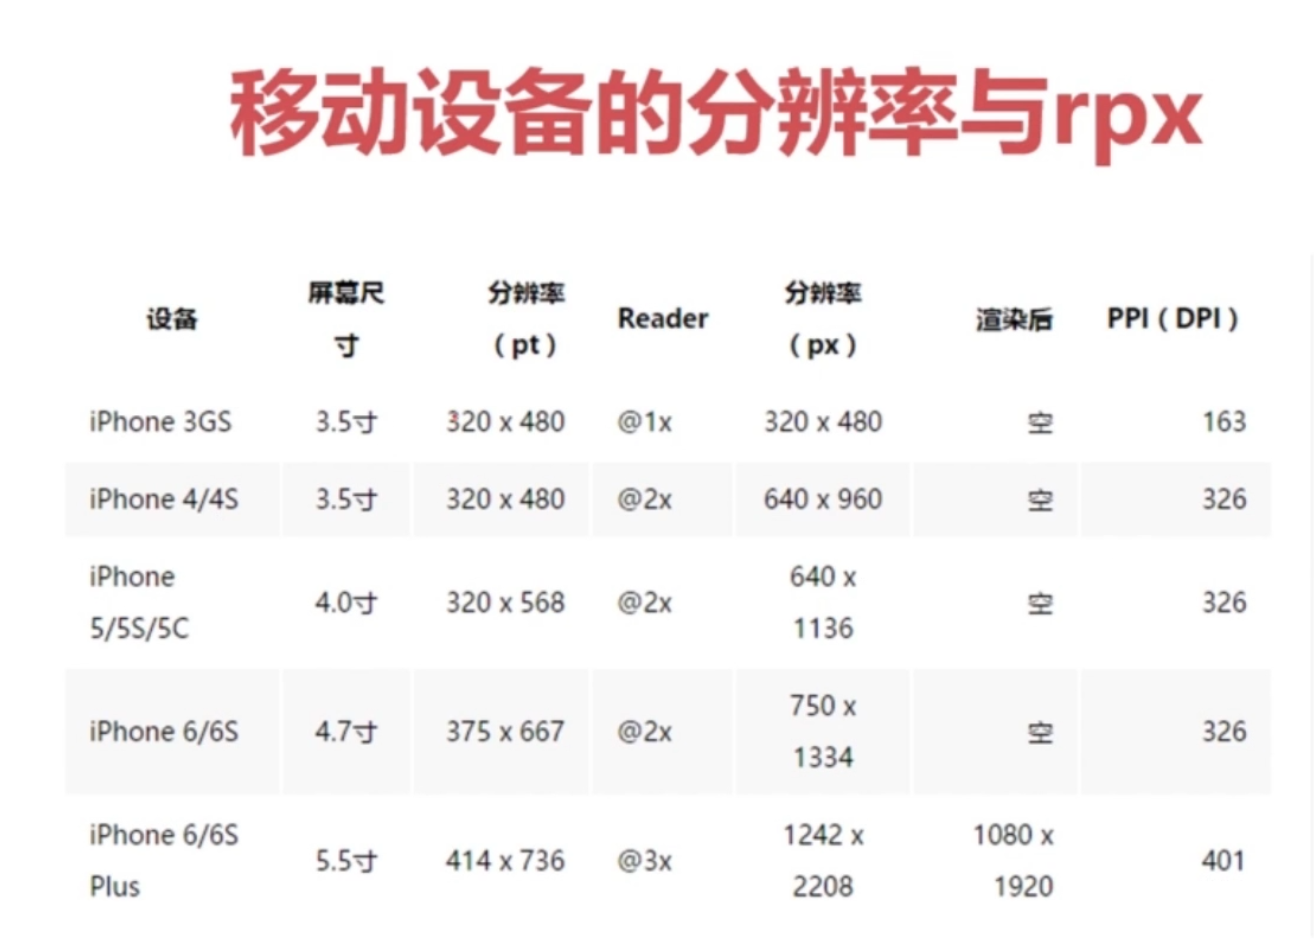 移动设备的分辨率与rpx
设备 屏幕尺寸 分辨率（pt） Reader 分辨率（px） 渲染后 PPI（DPI）
iPhone 3GS 3.5寸 320 x 480 @1x 320 x 480 空 163
iPhone 4/4S 3.5寸 320 x 480 @2x 640 x 960 空 326
iPhone 5/5S/5C 4.0寸 320 x 568 @2x 640 x 1136 空 326
iPhone 6/6S 4.7寸 375 x 667 @2x 750 x 1334 空 326
iPhone 6/6S Plus 5.5寸 414 x 736 @3x 1242 x 2208 1080 x 1920 401